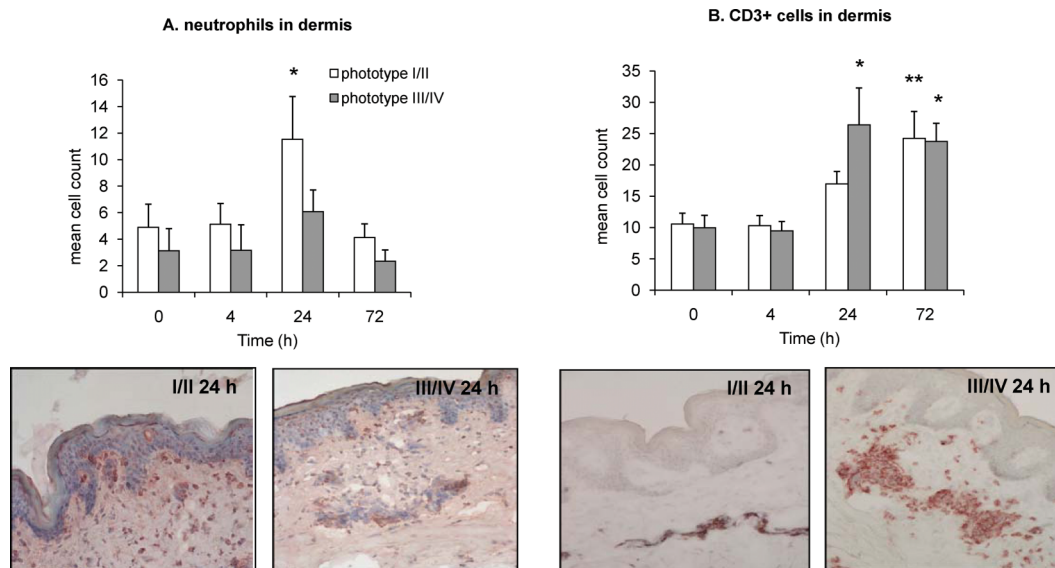 A. neutrophils in dermis
*
phototype I/II
phototype III/IV
16
14
12
10
8
6
4
2
0
mean cell count
0 4 24 72
Time (h)
B. CD3+ cells in dermis
*
**
*
35
30
25
20
15
10
5
0
mean cell count
0 4 24 72
Time (h)
I/II 24 h
III/IV 24 h
I/II 24 h
III/IV 24 h